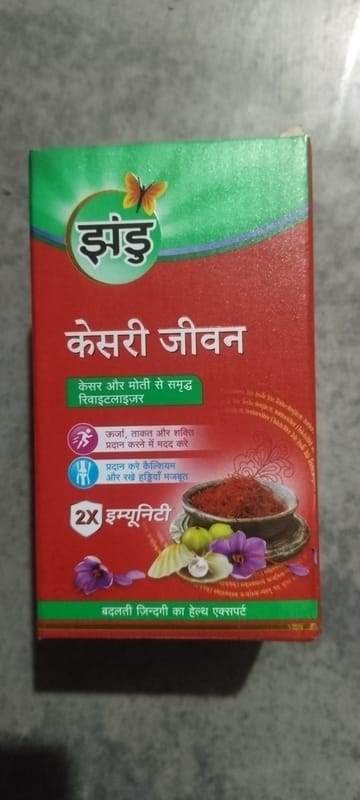 झंडु
केसरी जीवन
केसर और मोती से समृद्ध
रिवाइटलाइज़र
ऊर्जा, ताकत और शक्ति
प्रदान करने में मदद करे
प्रदान करे कैल्शियम
और रखे हड्डियाँ मजबूत
2X इम्यूनिटी
बदलती ज़िन्दगी का हेल्थ एक्सपर्ट